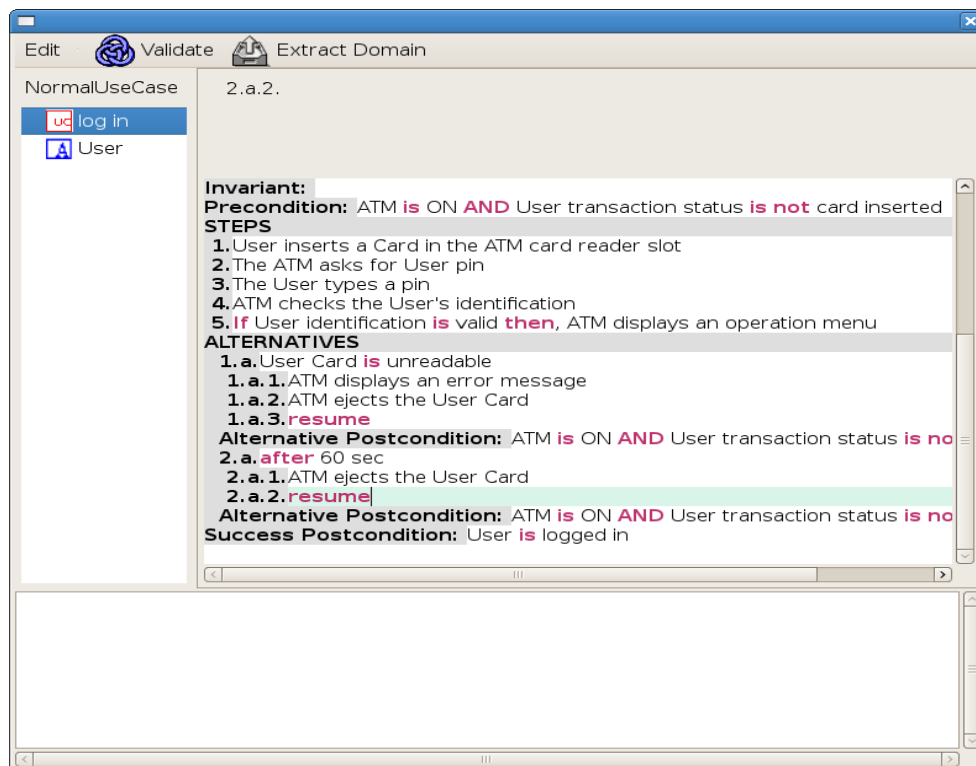 Edit Validate Extract Domain
NormalUseCase
uc log in
A User
2.a.2.
Invariant:
Precondition: ATM is ON AND User transaction status is not card inserted
STEPS
1.User inserts a Card in the ATM card reader slot
2.The ATM asks for User pin
3.The User types a pin
4.ATM checks the User's identification
5.If User identification is valid then, ATM displays an operation menu
ALTERNATIVES
1.a.User Card is unreadable
1.a.1.ATM displays an error message
1.a.2.ATM ejects the User Card
1.a.3.resume
Alternative Postcondition: ATM is ON AND User transaction status is no
2.a.after 60 sec
2.a.1.ATM ejects the User Card
2.a.2.resume
Alternative Postcondition: ATM is ON AND User transaction status is no
Success Postcondition: User is logged in